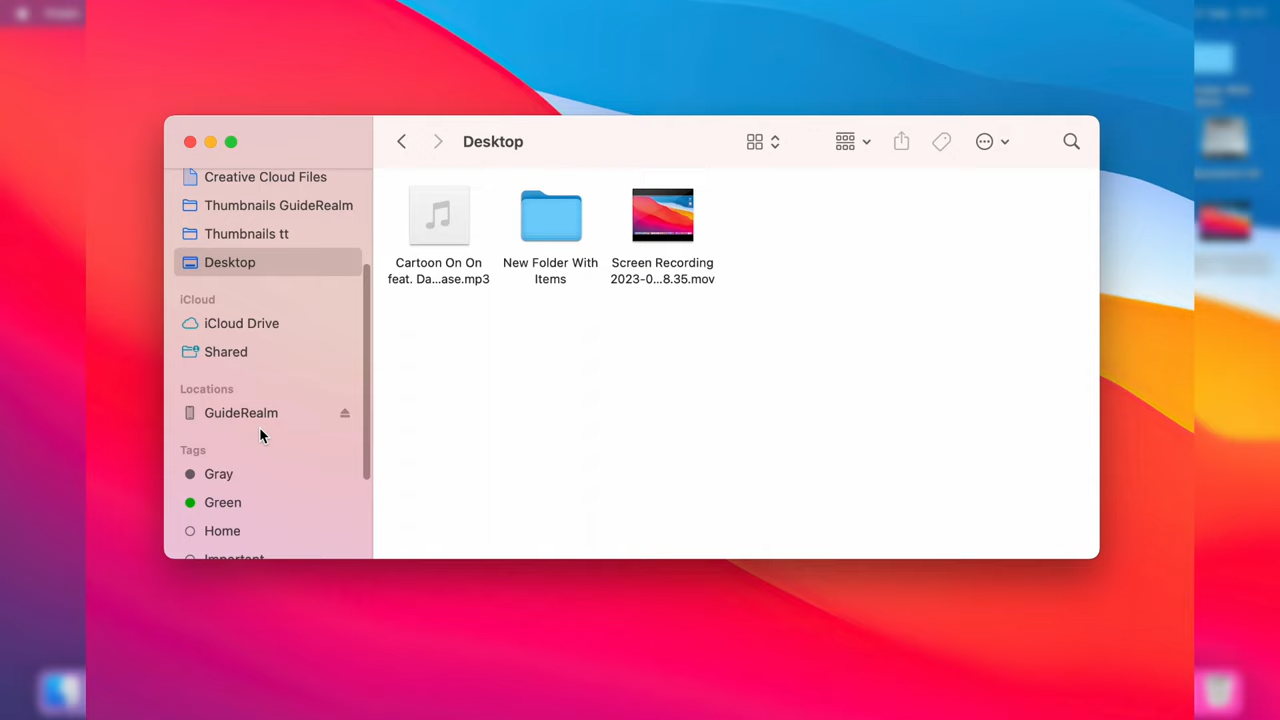 Desktop
Creative Cloud Files
Thumbnails GuideRealm
Thumbnails tt
Desktop
iCloud
iCloud Drive
Shared
Locations
GuideRealm
Tags
Gray
Green
Home
Important
Cartoon On On
feat. Da...ase.mp3
New Folder With
Items
Screen Recording
2023-0...8.35.mov